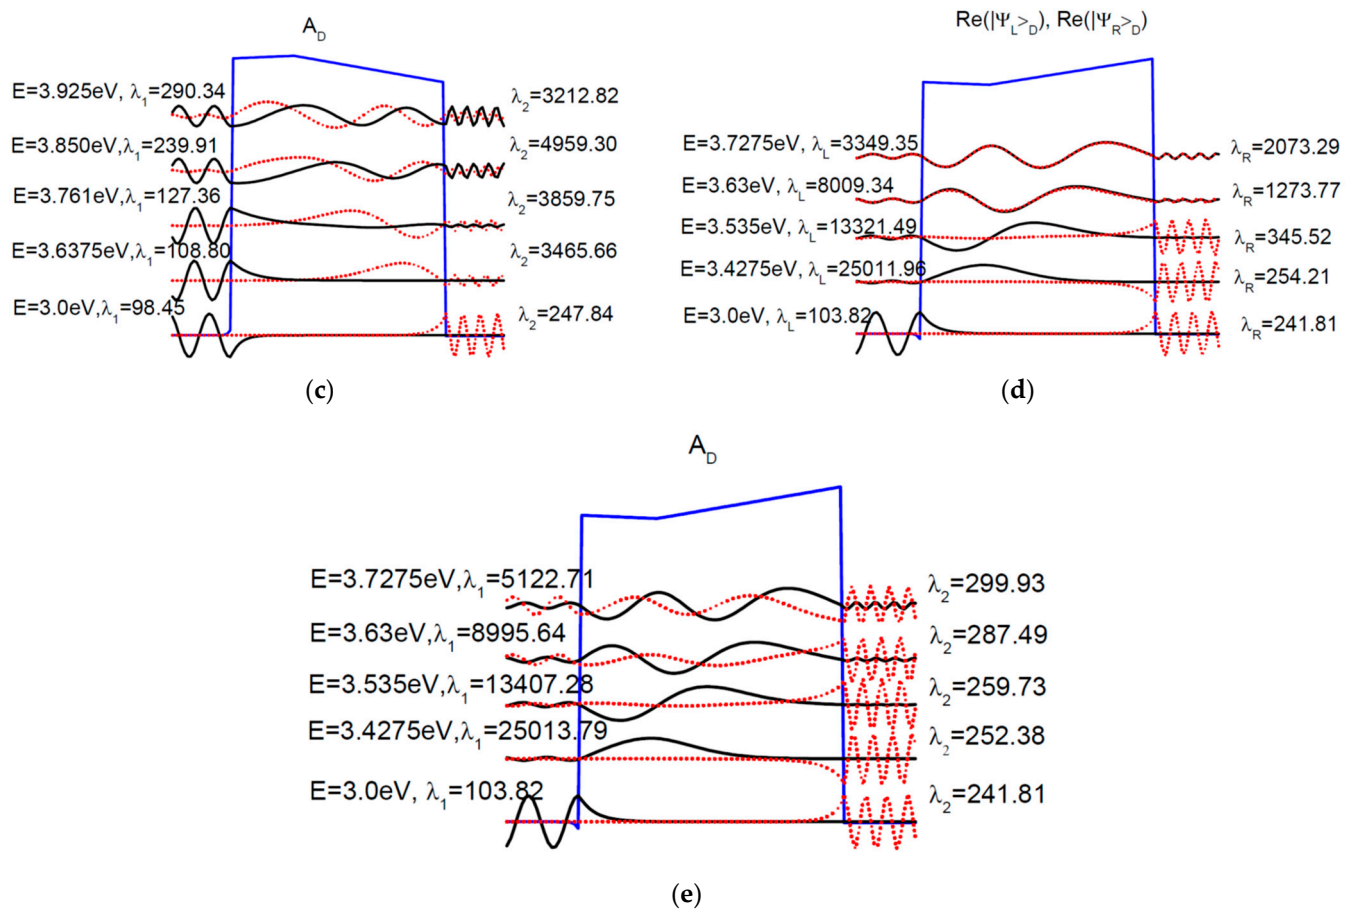 A_D
E=3.925eV, λ_1=290.34
λ_2=3212.82
E=3.850eV,λ_1=239.91
λ_2=4959.30
E=3.761eV, λ_1=127.36
λ_2=3859.75
E=3.6375eV,λ_1=108.80
λ_2=3465.66
E=3.0eV,λ_1=98.45
λ_2=247.84
(c)
Re(|Ψ_L>_D), Re(|Ψ_R>_D)
E=3.7275eV, λ_L=3349.35
λ_R=2073.29
E=3.63eV, λ_L=8009.34
λ_R=1273.77
E=3.535eV, λ_L=13321.49
λ_R=345.52
E=3.4275eV, λ_L=25011.96
λ_R=254.21
E=3.0eV, λ_L=103.82
λ_R=241.81
(d)
A_D
E=3.7275eV,λ_1=5122.71
λ_2=299.93
E=3.63eV,λ_1=8995.64
λ_2=287.49
E=3.535eV,λ_1=13407.28
λ_2=259.73
E=3.4275eV,λ_1=25013.79
λ_2=252.38
E=3.0eV, λ_1=103.82
λ_2=241.81
(e)